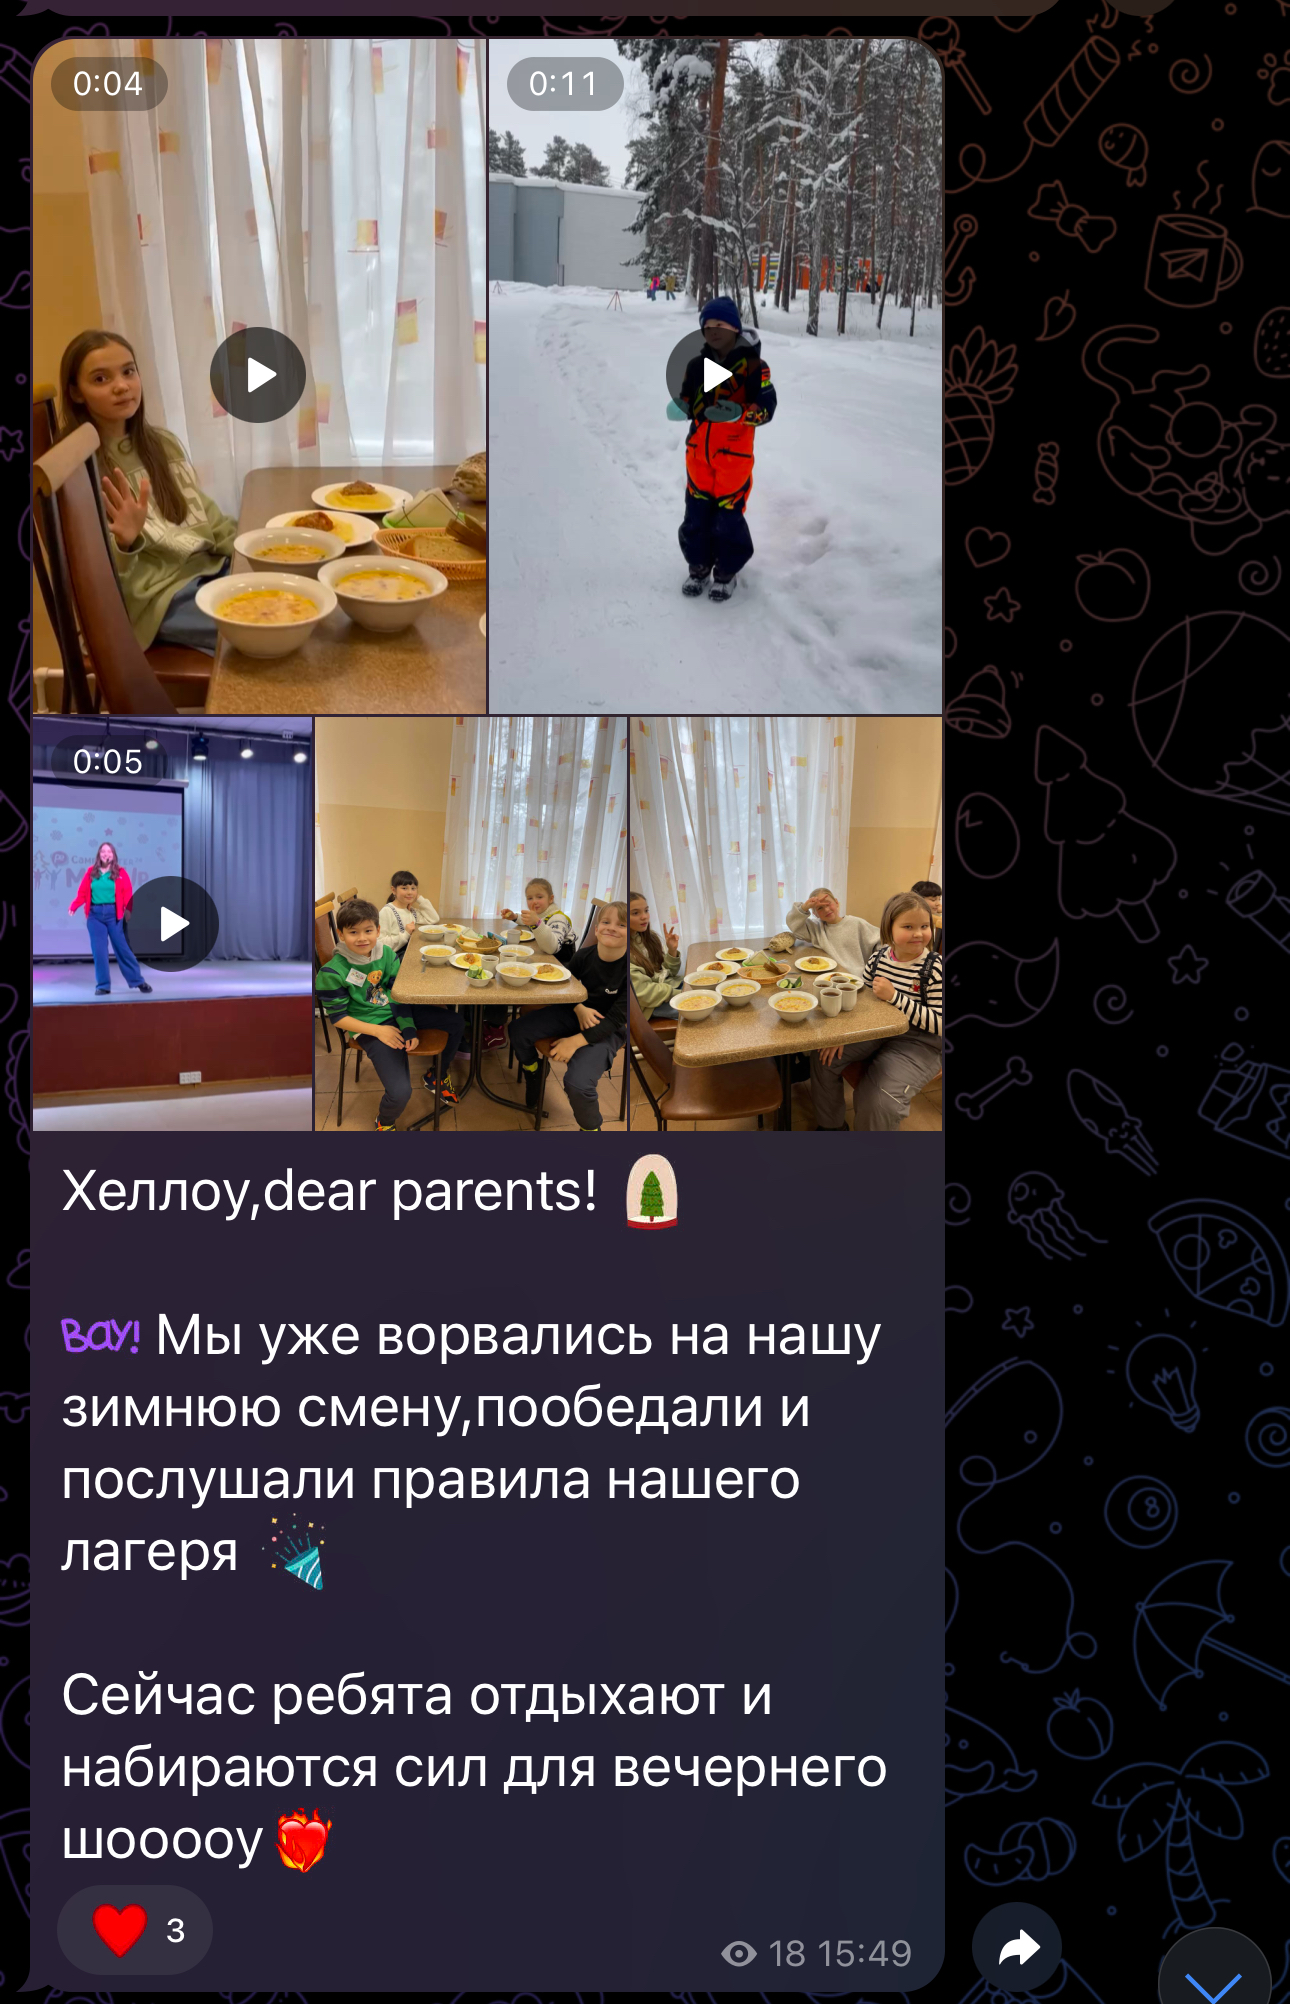 0:04
0:11
0:05
Хеллоу,dear parents!
ВАУ! Мы уже ворвались на нашу
зимнюю смену,пообедали и
послушали правила нашего
лагеря
Сейчас ребята отдыхают и
набираются сил для вечернего
шооооу
3
18 15:49